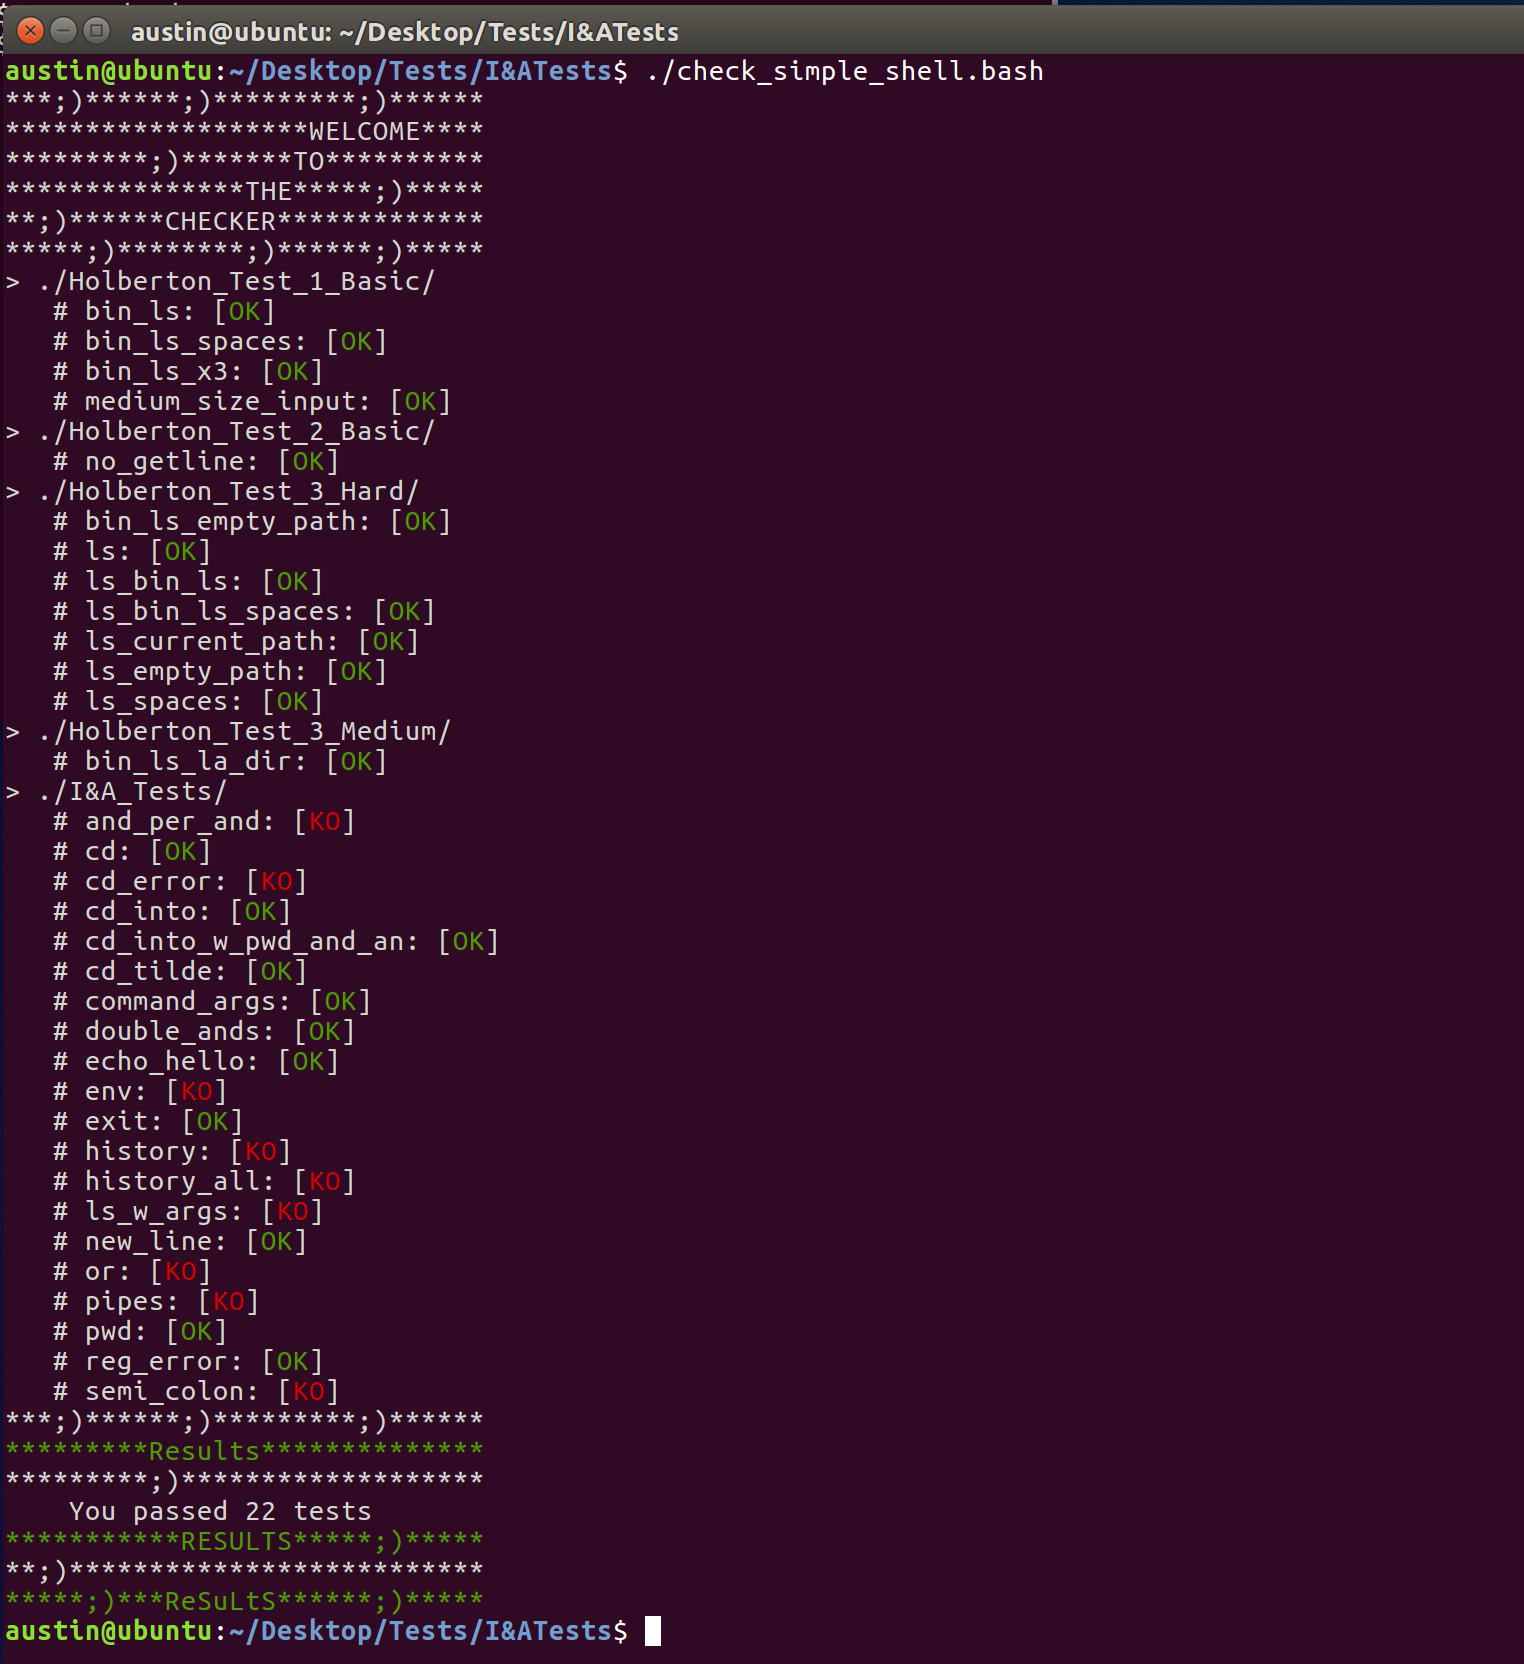 austin@ubuntu: ~/Desktop/Tests/I&ATests
austin@ubuntu:~/Desktop/Tests/I&ATests$ ./check_simple_shell.bash
***;)******;)*********;)******
*******************WELCOME****
*********;)*******TO**********
***************THE*****;)*****
**;)******CHECKER*************
*****;)********;)******;)*****
> ./Holberton_Test_1_Basic/
   # bin_ls: [OK]
   # bin_ls_spaces: [OK]
   # bin_ls_x3: [OK]
   # medium_size_input: [OK]
> ./Holberton_Test_2_Basic/
   # no_getline: [OK]
> ./Holberton_Test_3_Hard/
   # bin_ls_empty_path: [OK]
   # ls: [OK]
   # ls_bin_ls: [OK]
   # ls_bin_ls_spaces: [OK]
   # ls_current_path: [OK]
   # ls_empty_path: [OK]
   # ls_spaces: [OK]
> ./Holberton_Test_3_Medium/
   # bin_ls_la_dir: [OK]
> ./I&A_Tests/
   # and_per_and: [KO]
   # cd: [OK]
   # cd_error: [KO]
   # cd_into: [OK]
   # cd_into_w_pwd_and_an: [OK]
   # cd_tilde: [OK]
   # command_args: [OK]
   # double_ands: [OK]
   # echo_hello: [OK]
   # env: [KO]
   # exit: [OK]
   # history: [KO]
   # history_all: [KO]
   # ls_w_args: [KO]
   # new_line: [OK]
   # or: [KO]
   # pipes: [KO]
   # pwd: [OK]
   # reg_error: [OK]
   # semi_colon: [KO]
***;)******;)*********;)******
*********Results**************
*********;)*******************
    You passed 22 tests
***********RESULTS*****;)*****
**;)**************************
*****;)***ReSuLtS******;)*****
austin@ubuntu:~/Desktop/Tests/I&ATests$